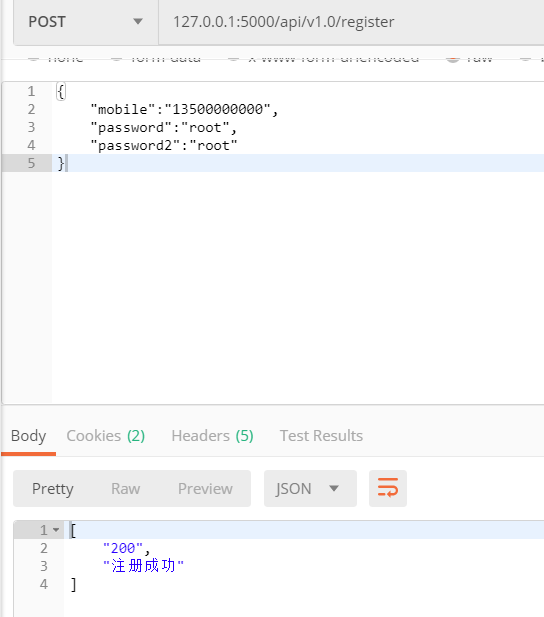 POST 127.0.0.1:5000/api/v1.0/register
none form-data x-www-form-urlencoded raw
1 {
2 "mobile":"13500000000",
3 "password":"root",
4 "password2":"root"
5 }
Body Cookies (2) Headers (5) Test Results
Pretty Raw Preview JSON
1 [
2 "200",
3 "注册成功"
4 ]